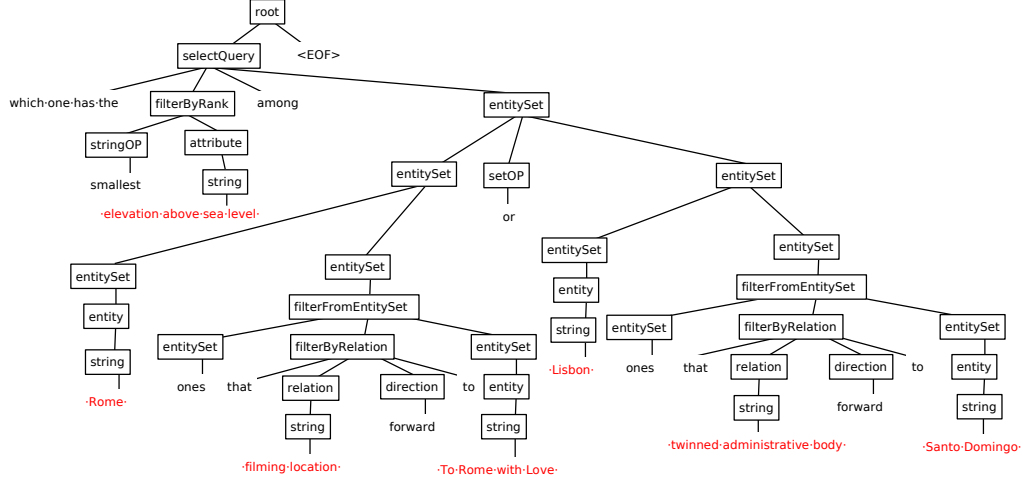 root
selectQuery <EOF>
which·one·has·the filterByRank among entitySet
stringOP attribute
smallest string
·elevation·above·sea·level·
entitySet setOP entitySet
or
entitySet entitySet entitySet entitySet
entity filterFromEntitySet entity filterFromEntitySet
string entitySet filterByRelation entitySet string entitySet filterByRelation entitySet
·Rome· ones that relation direction to entity ·Lisbon· ones that relation direction to entity
string forward string string forward string
·filming·location· ·To·Rome·with·Love· ·twinned·administrative·body· ·Santo·Domingo·